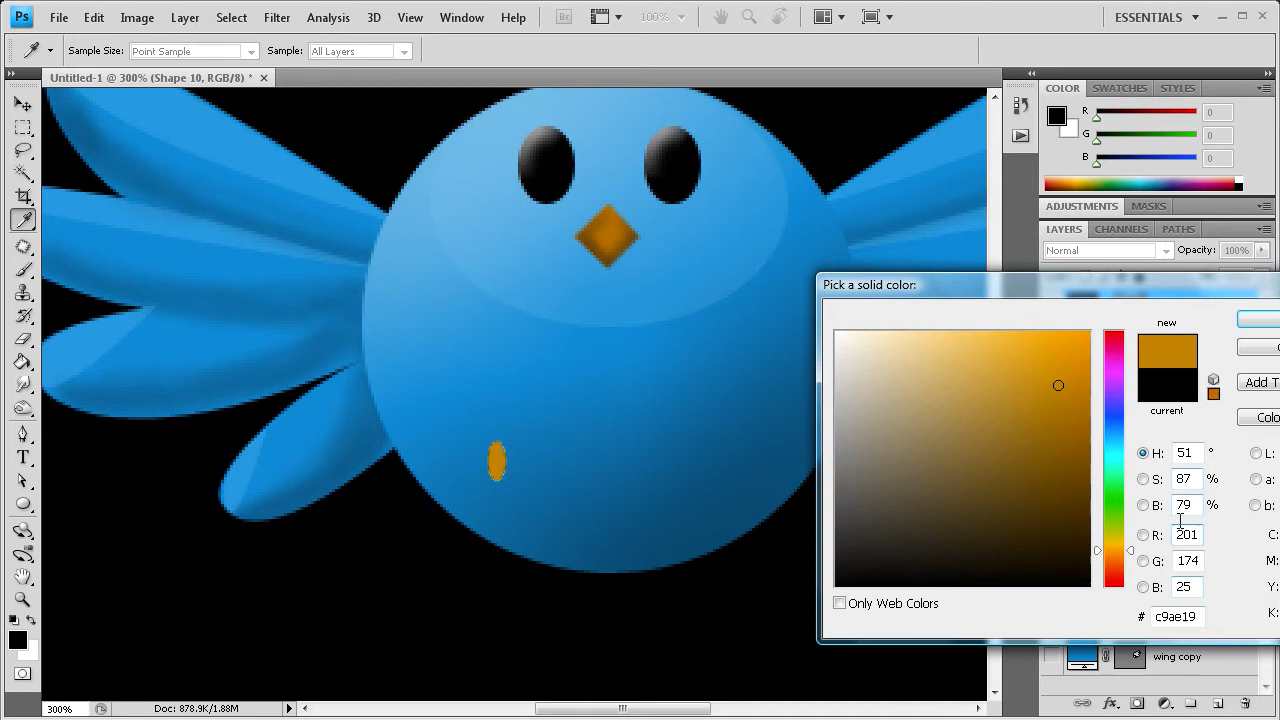 Ps File Edit Image Layer Select Filter Analysis 3D View Window Help Br 100% ESSENTIALS
Sample Size: Point Sample Sample: All Layers
Untitled-1 @ 300% (Shape 10, RGB/8) *
COLOR SWATCHES STYLES
R 0
G 0
B 0
ADJUSTMENTS MASKS
LAYERS CHANNELS PATHS
Normal Opacity: 100%
Pick a solid color:
new
current
Add T
Colo
H: 51 ° L:
S: 87 % a:
B: 79 % b:
R: 201 C:
G: 174 M:
B: 25 Y:
# c9ae19 K:
Only Web Colors
wing copy
T
300% Doc: 878.9K/1.88M
fx